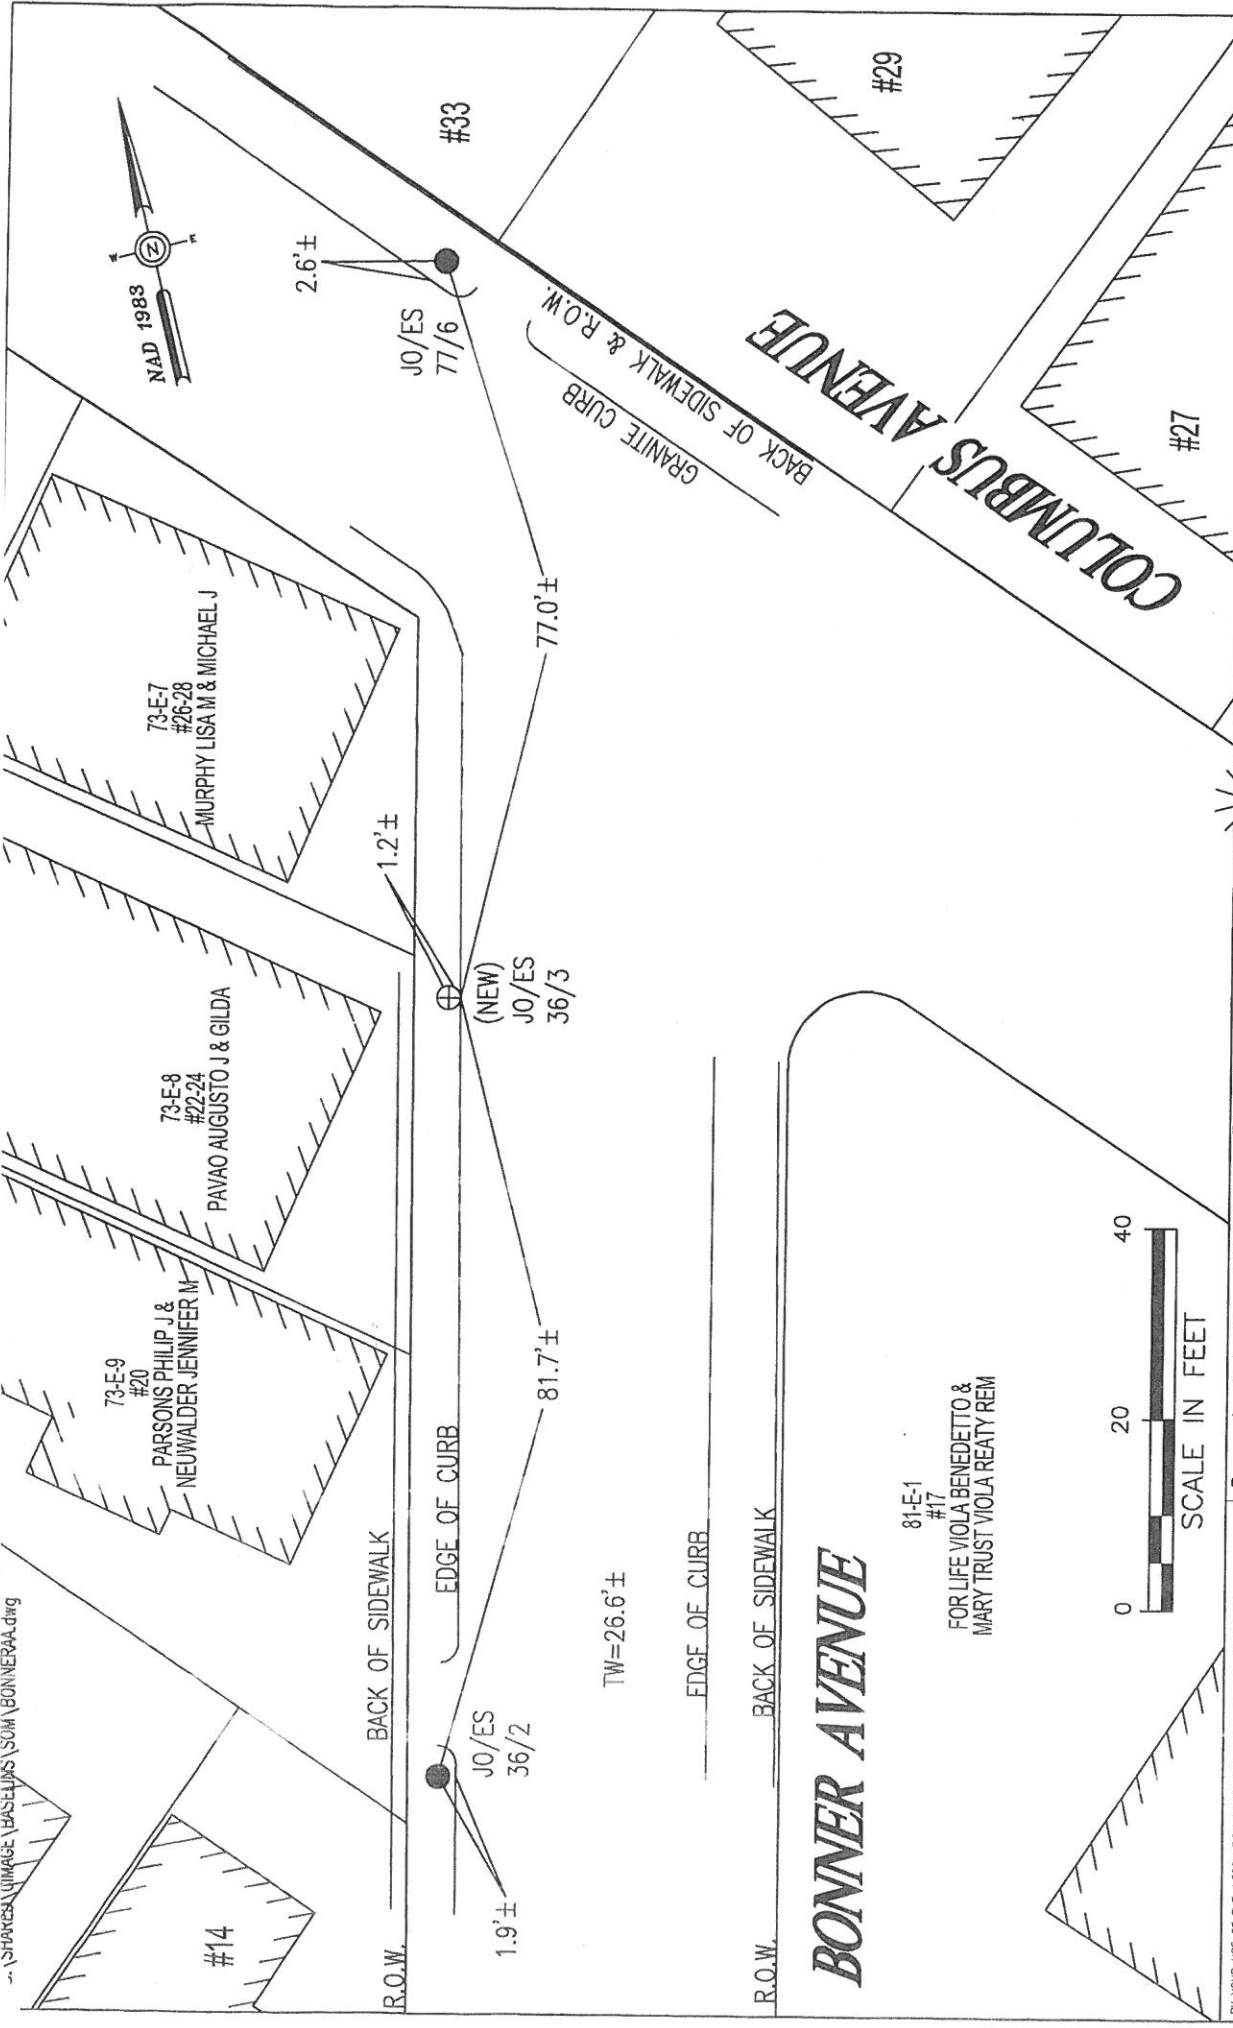 J:\SHARED\GIMAGE\BASELINS\SOM\BONNERAA.dwg
#14
73-E-9
#20
PARSONS PHILIP J &
NEUWALDER JENNIFER M
73-E-8
#22-24
PAVAO AUGUSTO J & GILDA
73-E-7
#26-28
MURPHY LISA M & MICHAEL J
NAD 1983
N
#33
#29
#27
2.6'±
JO/ES
77/6
1.2'±
(NEW)
JO/ES
36/3
77.0'±
81.7'±
JO/ES
36/2
1.9'±
R.O.W.
BACK OF SIDEWALK
EDGE OF CURB
TW=26.6'±
EDGE OF CURB
BACK OF SIDEWALK
R.O.W.
GRANITE CURB
BACK OF SIDEWALK & R.O.W.
COLUMBUS AVENUE
BONNER AVENUE
81-E-1
#17
FOR LIFE VIOLA BENEDETTO &
MARY TRUST VIOLA REATY REM
0 20 40
SCALE IN FEET